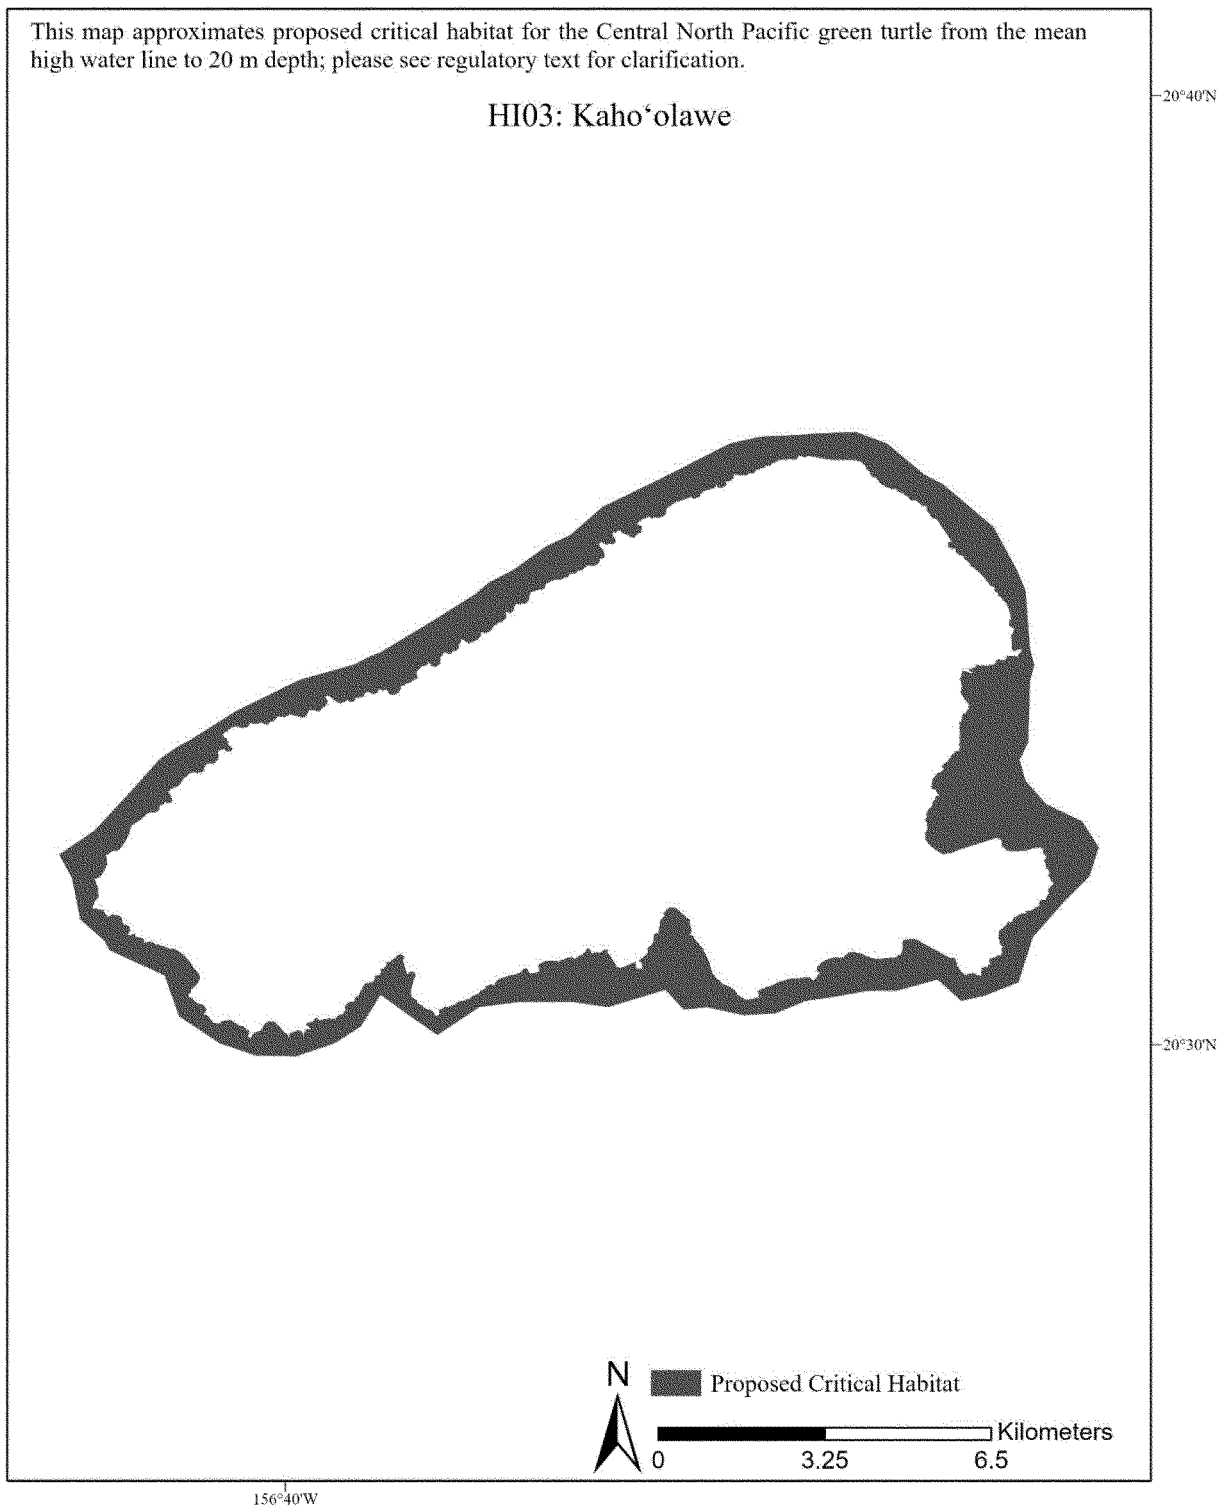 This map approximates proposed critical habitat for the Central North Pacific green turtle from the mean
high water line to 20 m depth; please see regulatory text for clarification.
20°40'N
HI03: Kahoʻolawe
20°30'N
N
Proposed Critical Habitat
Kilometers
0 3.25 6.5
156°40'W